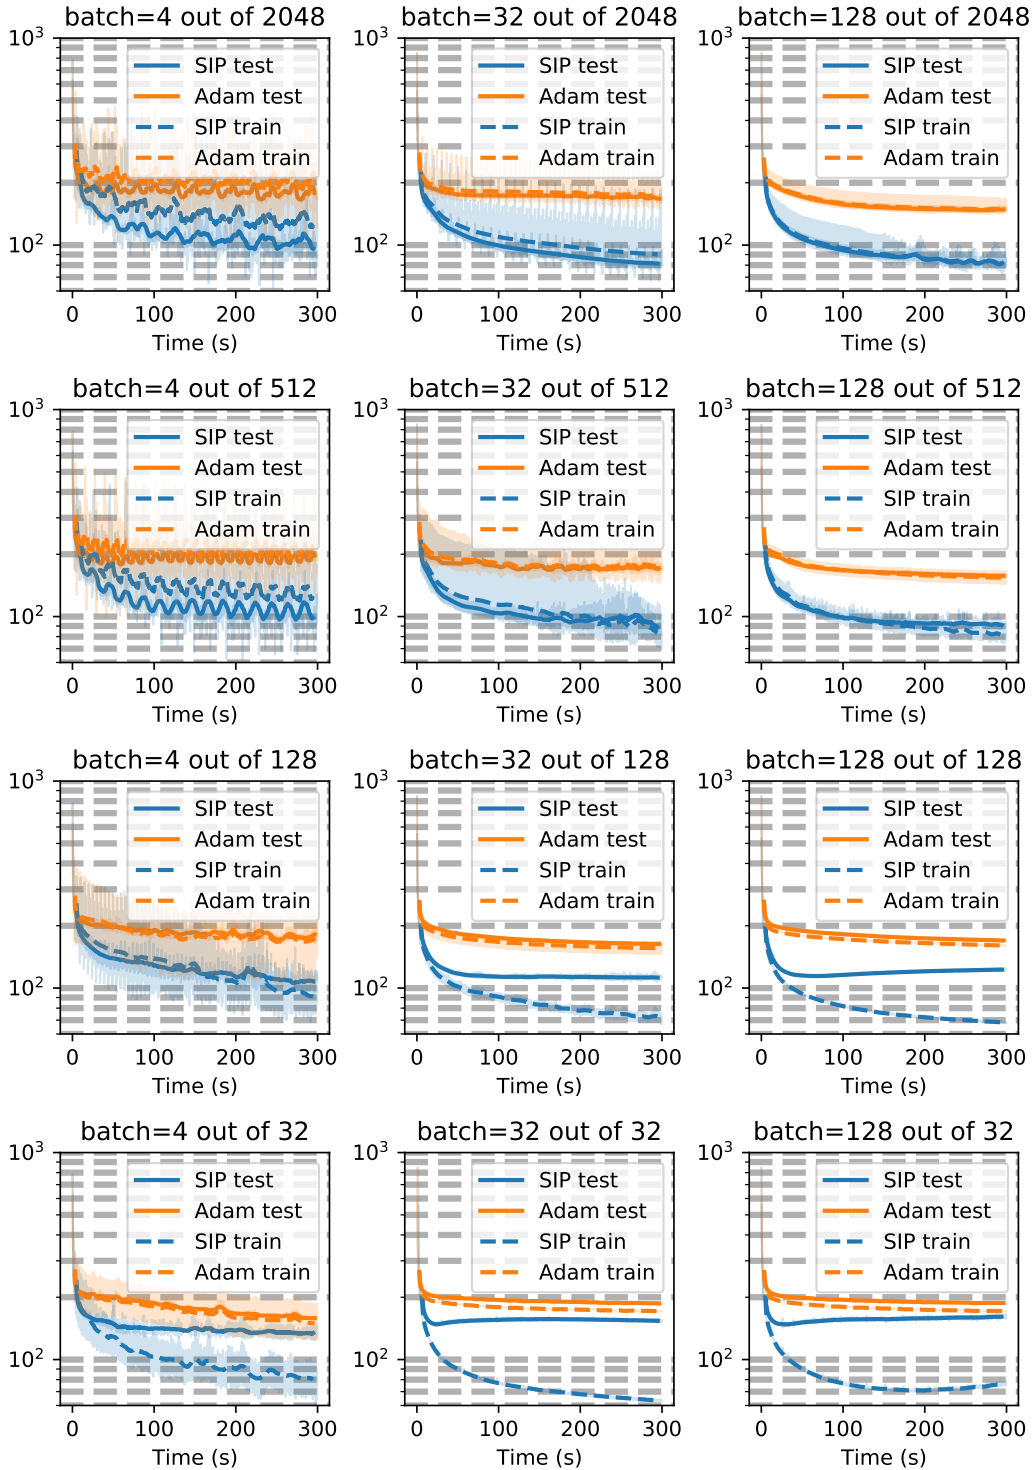 batch=4 out of 2048
batch=32 out of 2048
batch=128 out of 2048
10³
10²
SIP test
Adam test
SIP train
Adam train
0 100 200 300
Time (s)
10³
10²
SIP test
Adam test
SIP train
Adam train
0 100 200 300
Time (s)
10³
10²
SIP test
Adam test
SIP train
Adam train
0 100 200 300
Time (s)
batch=4 out of 512
batch=32 out of 512
batch=128 out of 512
10³
10²
SIP test
Adam test
SIP train
Adam train
0 100 200 300
Time (s)
10³
10²
SIP test
Adam test
SIP train
Adam train
0 100 200 300
Time (s)
10³
10²
SIP test
Adam test
SIP train
Adam train
0 100 200 300
Time (s)
batch=4 out of 128
batch=32 out of 128
batch=128 out of 128
10³
10²
SIP test
Adam test
SIP train
Adam train
0 100 200 300
Time (s)
10³
10²
SIP test
Adam test
SIP train
Adam train
0 100 200 300
Time (s)
10³
10²
SIP test
Adam test
SIP train
Adam train
0 100 200 300
Time (s)
batch=4 out of 32
batch=32 out of 32
batch=128 out of 32
10³
10²
SIP test
Adam test
SIP train
Adam train
0 100 200 300
Time (s)
10³
10²
SIP test
Adam test
SIP train
Adam train
0 100 200 300
Time (s)
10³
10²
SIP test
Adam test
SIP train
Adam train
0 100 200 300
Time (s)